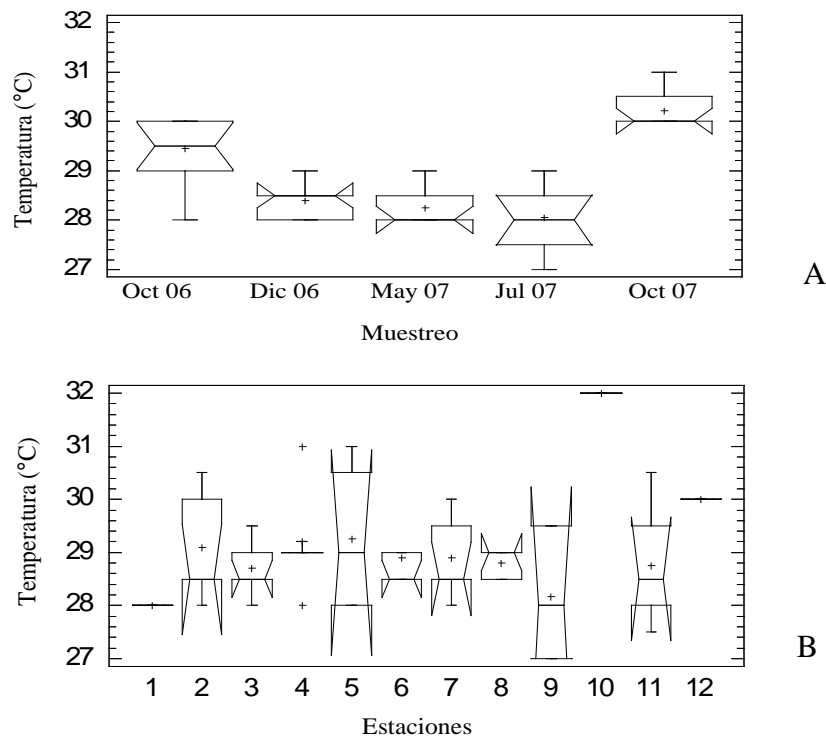 32
31
30
29
28
27
Temperatura (°C)
Oct 06 Dic 06 May 07 Jul 07 Oct 07
Muestreo
A
32
31
30
29
28
27
Temperatura (°C)
1 2 3 4 5 6 7 8 9 10 11 12
Estaciones
B